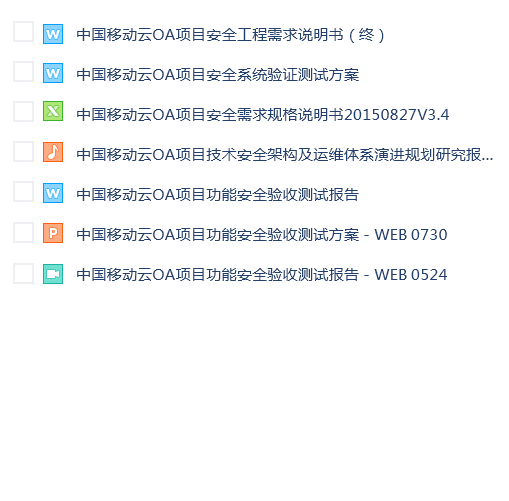 中国移动云OA项目安全工程需求说明书（终）
中国移动云OA项目安全系统验证测试方案
中国移动云OA项目安全需求规格说明书20150827V3.4
中国移动云OA项目技术安全架构及运维体系演进规划研究报...
中国移动云OA项目功能安全验收测试报告
中国移动云OA项目功能安全验收测试方案 - WEB 0730
中国移动云OA项目功能安全验收测试报告 - WEB 0524